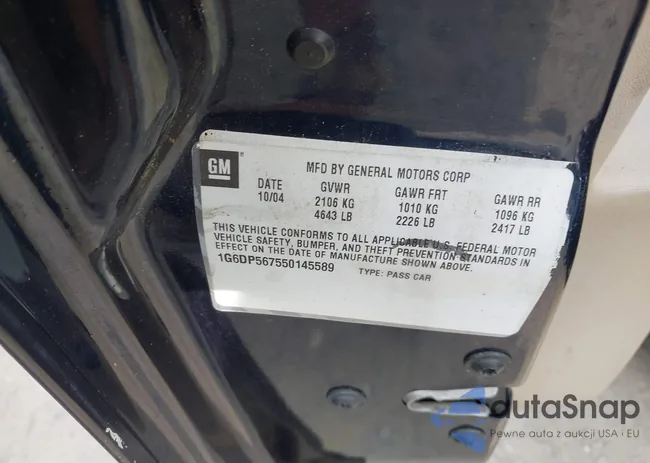 GM
MFD BY GENERAL MOTORS CORP
DATE GVWR GAWR FRT GAWR RR
10/04 2106 KG 1010 KG 1096 KG
4643 LB 2226 LB 2417 LB
THIS VEHICLE CONFORMS TO ALL APPLICABLE U.S. FEDERAL MOTOR
VEHICLE SAFETY, BUMPER, AND THEFT PREVENTION STANDARDS IN
EFFECT ON THE DATE OF MANUFACTURE SHOWN ABOVE.
1G6DP567550145589 TYPE: PASS CAR
autaSnap
Pewne auta z aukcji USA i EU